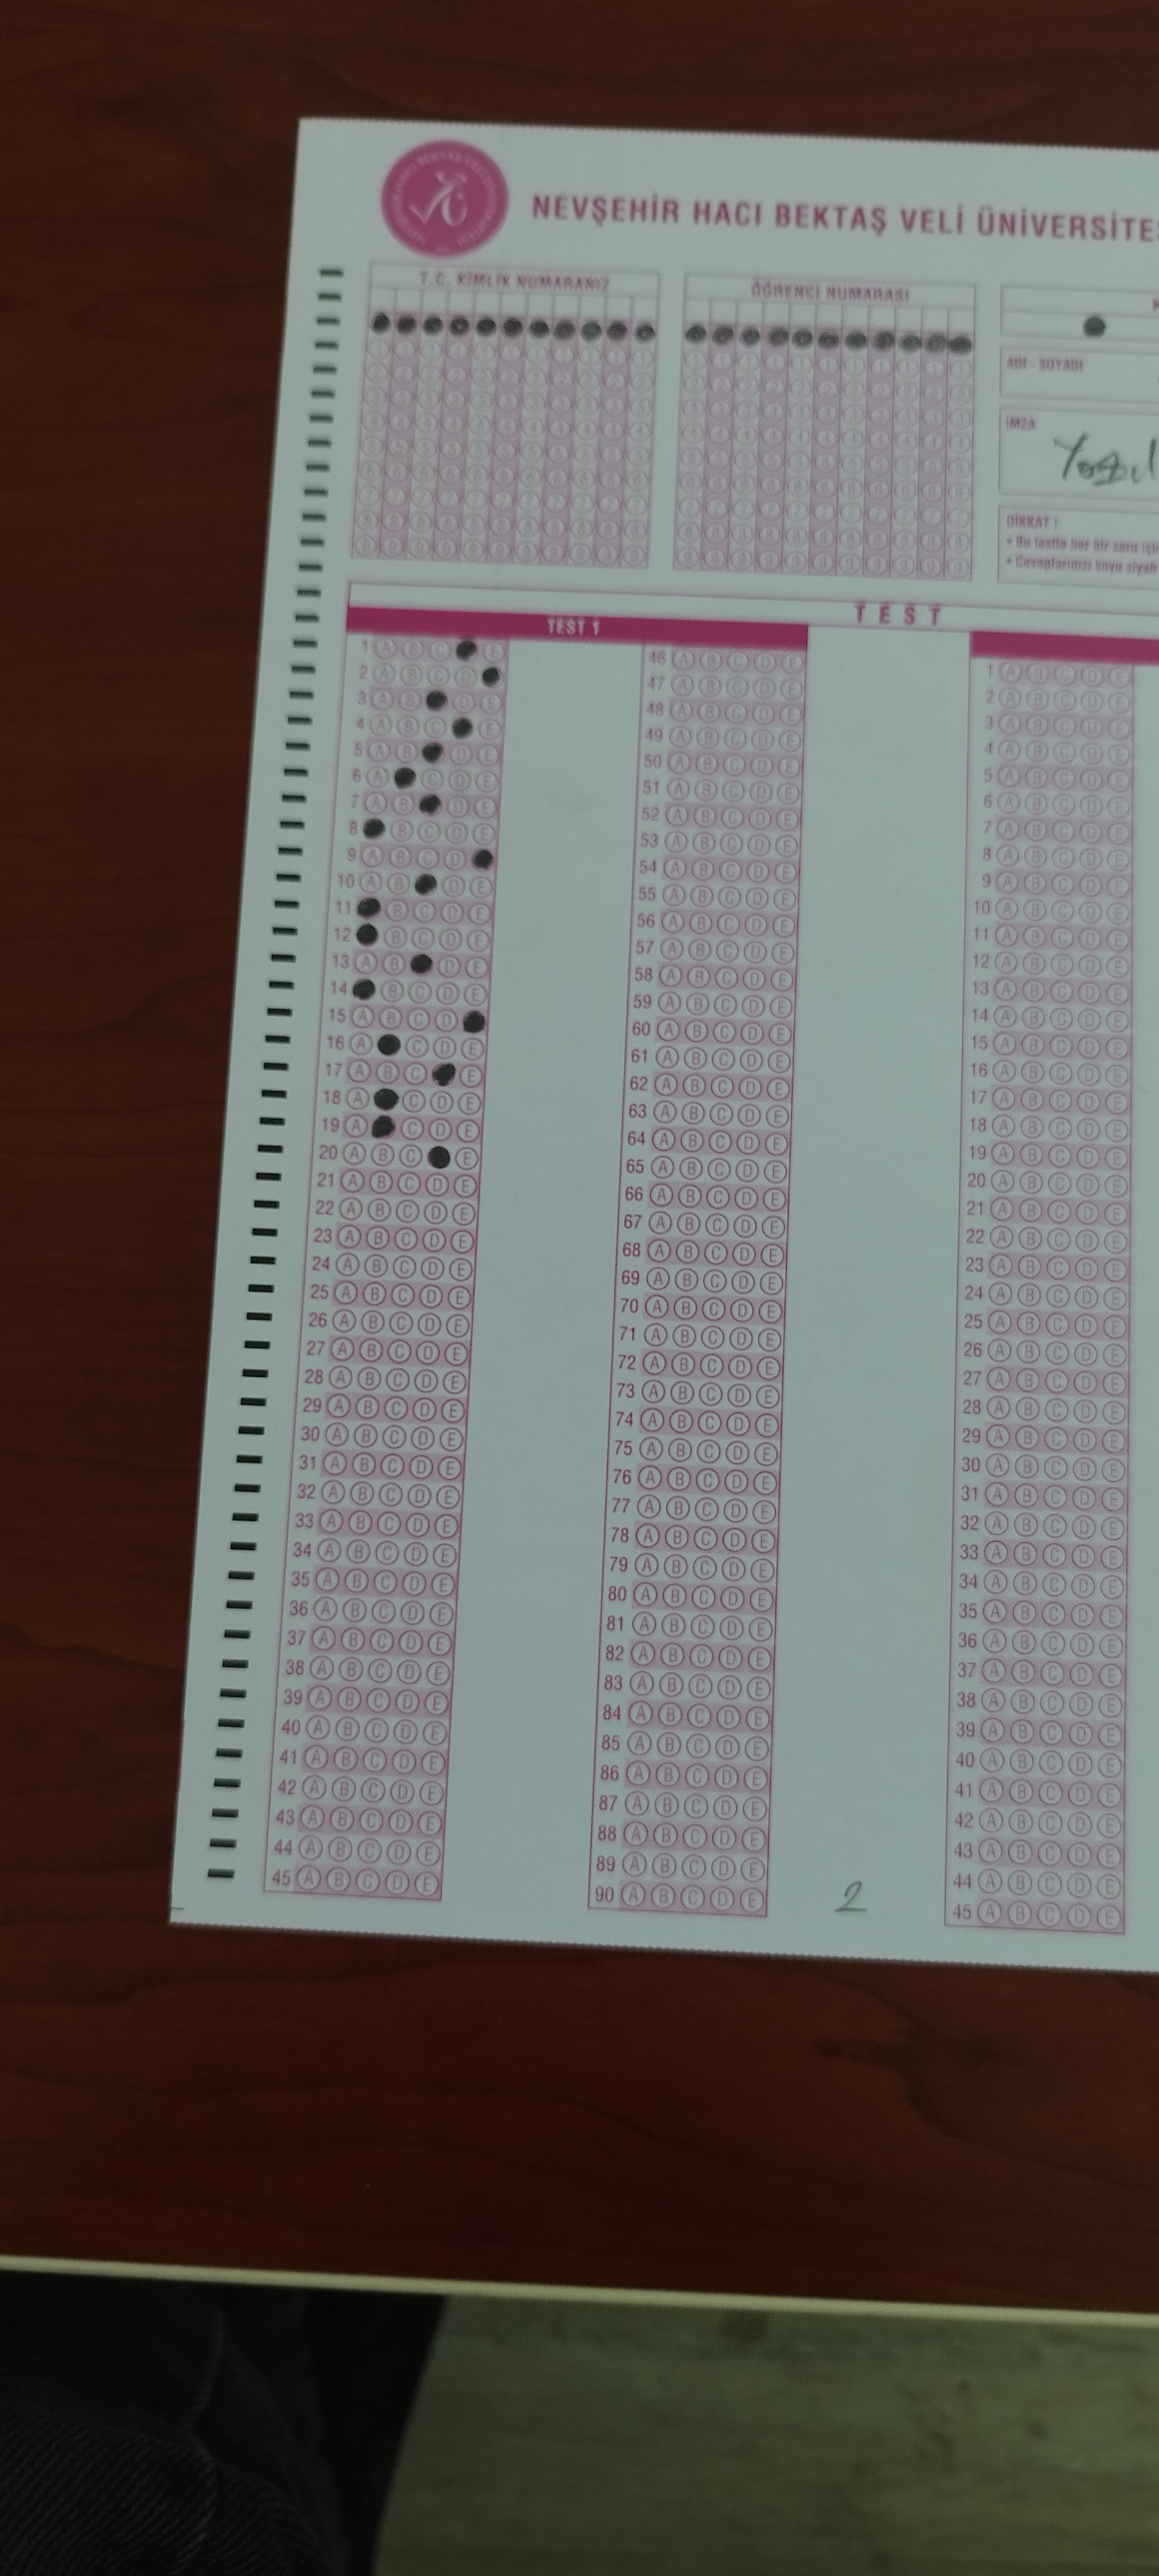 NEVŞEHİR HACI BEKTAŞ VELİ ÜNİVERSİTES
T.C. KİMLİK NUMARANIZ
ÖĞRENCİ NUMARASI
ADI - SOYADI
İMZA
DİKKAT !
• Bu testte her bir soru için
• Cevaplarınızı koyu siyah
TEST
TEST 1
1 A B C E
2 A B C D
3 A B D E
4 A B C E
5 A B D E
6 A C D E
7 A B D E
8 B C D E
9 A B C D
10 A B D E
11 B C D E
12 B C D E
13 A B D E
14 B C D E
15 A B C D
16 A C D E
17 A B C E
18 A C D E
19 A C D E
20 A B C E
21 A B C D E
22 A B C D E
23 A B C D E
24 A B C D E
25 A B C D E
26 A B C D E
27 A B C D E
28 A B C D E
29 A B C D E
30 A B C D E
31 A B C D E
32 A B C D E
33 A B C D E
34 A B C D E
35 A B C D E
36 A B C D E
37 A B C D E
38 A B C D E
39 A B C D E
40 A B C D E
41 A B C D E
42 A B C D E
43 A B C D E
44 A B C D E
45 A B C D E
46 A B C D E
47 A B C D E
48 A B C D E
49 A B C D E
50 A B C D E
51 A B C D E
52 A B C D E
53 A B C D E
54 A B C D E
55 A B C D E
56 A B C D E
57 A B C D E
58 A B C D E
59 A B C D E
60 A B C D E
61 A B C D E
62 A B C D E
63 A B C D E
64 A B C D E
65 A B C D E
66 A B C D E
67 A B C D E
68 A B C D E
69 A B C D E
70 A B C D E
71 A B C D E
72 A B C D E
73 A B C D E
74 A B C D E
75 A B C D E
76 A B C D E
77 A B C D E
78 A B C D E
79 A B C D E
80 A B C D E
81 A B C D E
82 A B C D E
83 A B C D E
84 A B C D E
85 A B C D E
86 A B C D E
87 A B C D E
88 A B C D E
89 A B C D E
90 A B C D E
2
1 A B C D E
2 A B C D E
3 A B C D E
4 A B C D E
5 A B C D E
6 A B C D E
7 A B C D E
8 A B C D E
9 A B C D E
10 A B C D E
11 A B C D E
12 A B C D E
13 A B C D E
14 A B C D E
15 A B C D E
16 A B C D E
17 A B C D E
18 A B C D E
19 A B C D E
20 A B C D E
21 A B C D E
22 A B C D E
23 A B C D E
24 A B C D E
25 A B C D E
26 A B C D E
27 A B C D E
28 A B C D E
29 A B C D E
30 A B C D E
31 A B C D E
32 A B C D E
33 A B C D E
34 A B C D E
35 A B C D E
36 A B C D E
37 A B C D E
38 A B C D E
39 A B C D E
40 A B C D E
41 A B C D E
42 A B C D E
43 A B C D E
44 A B C D E
45 A B C D E